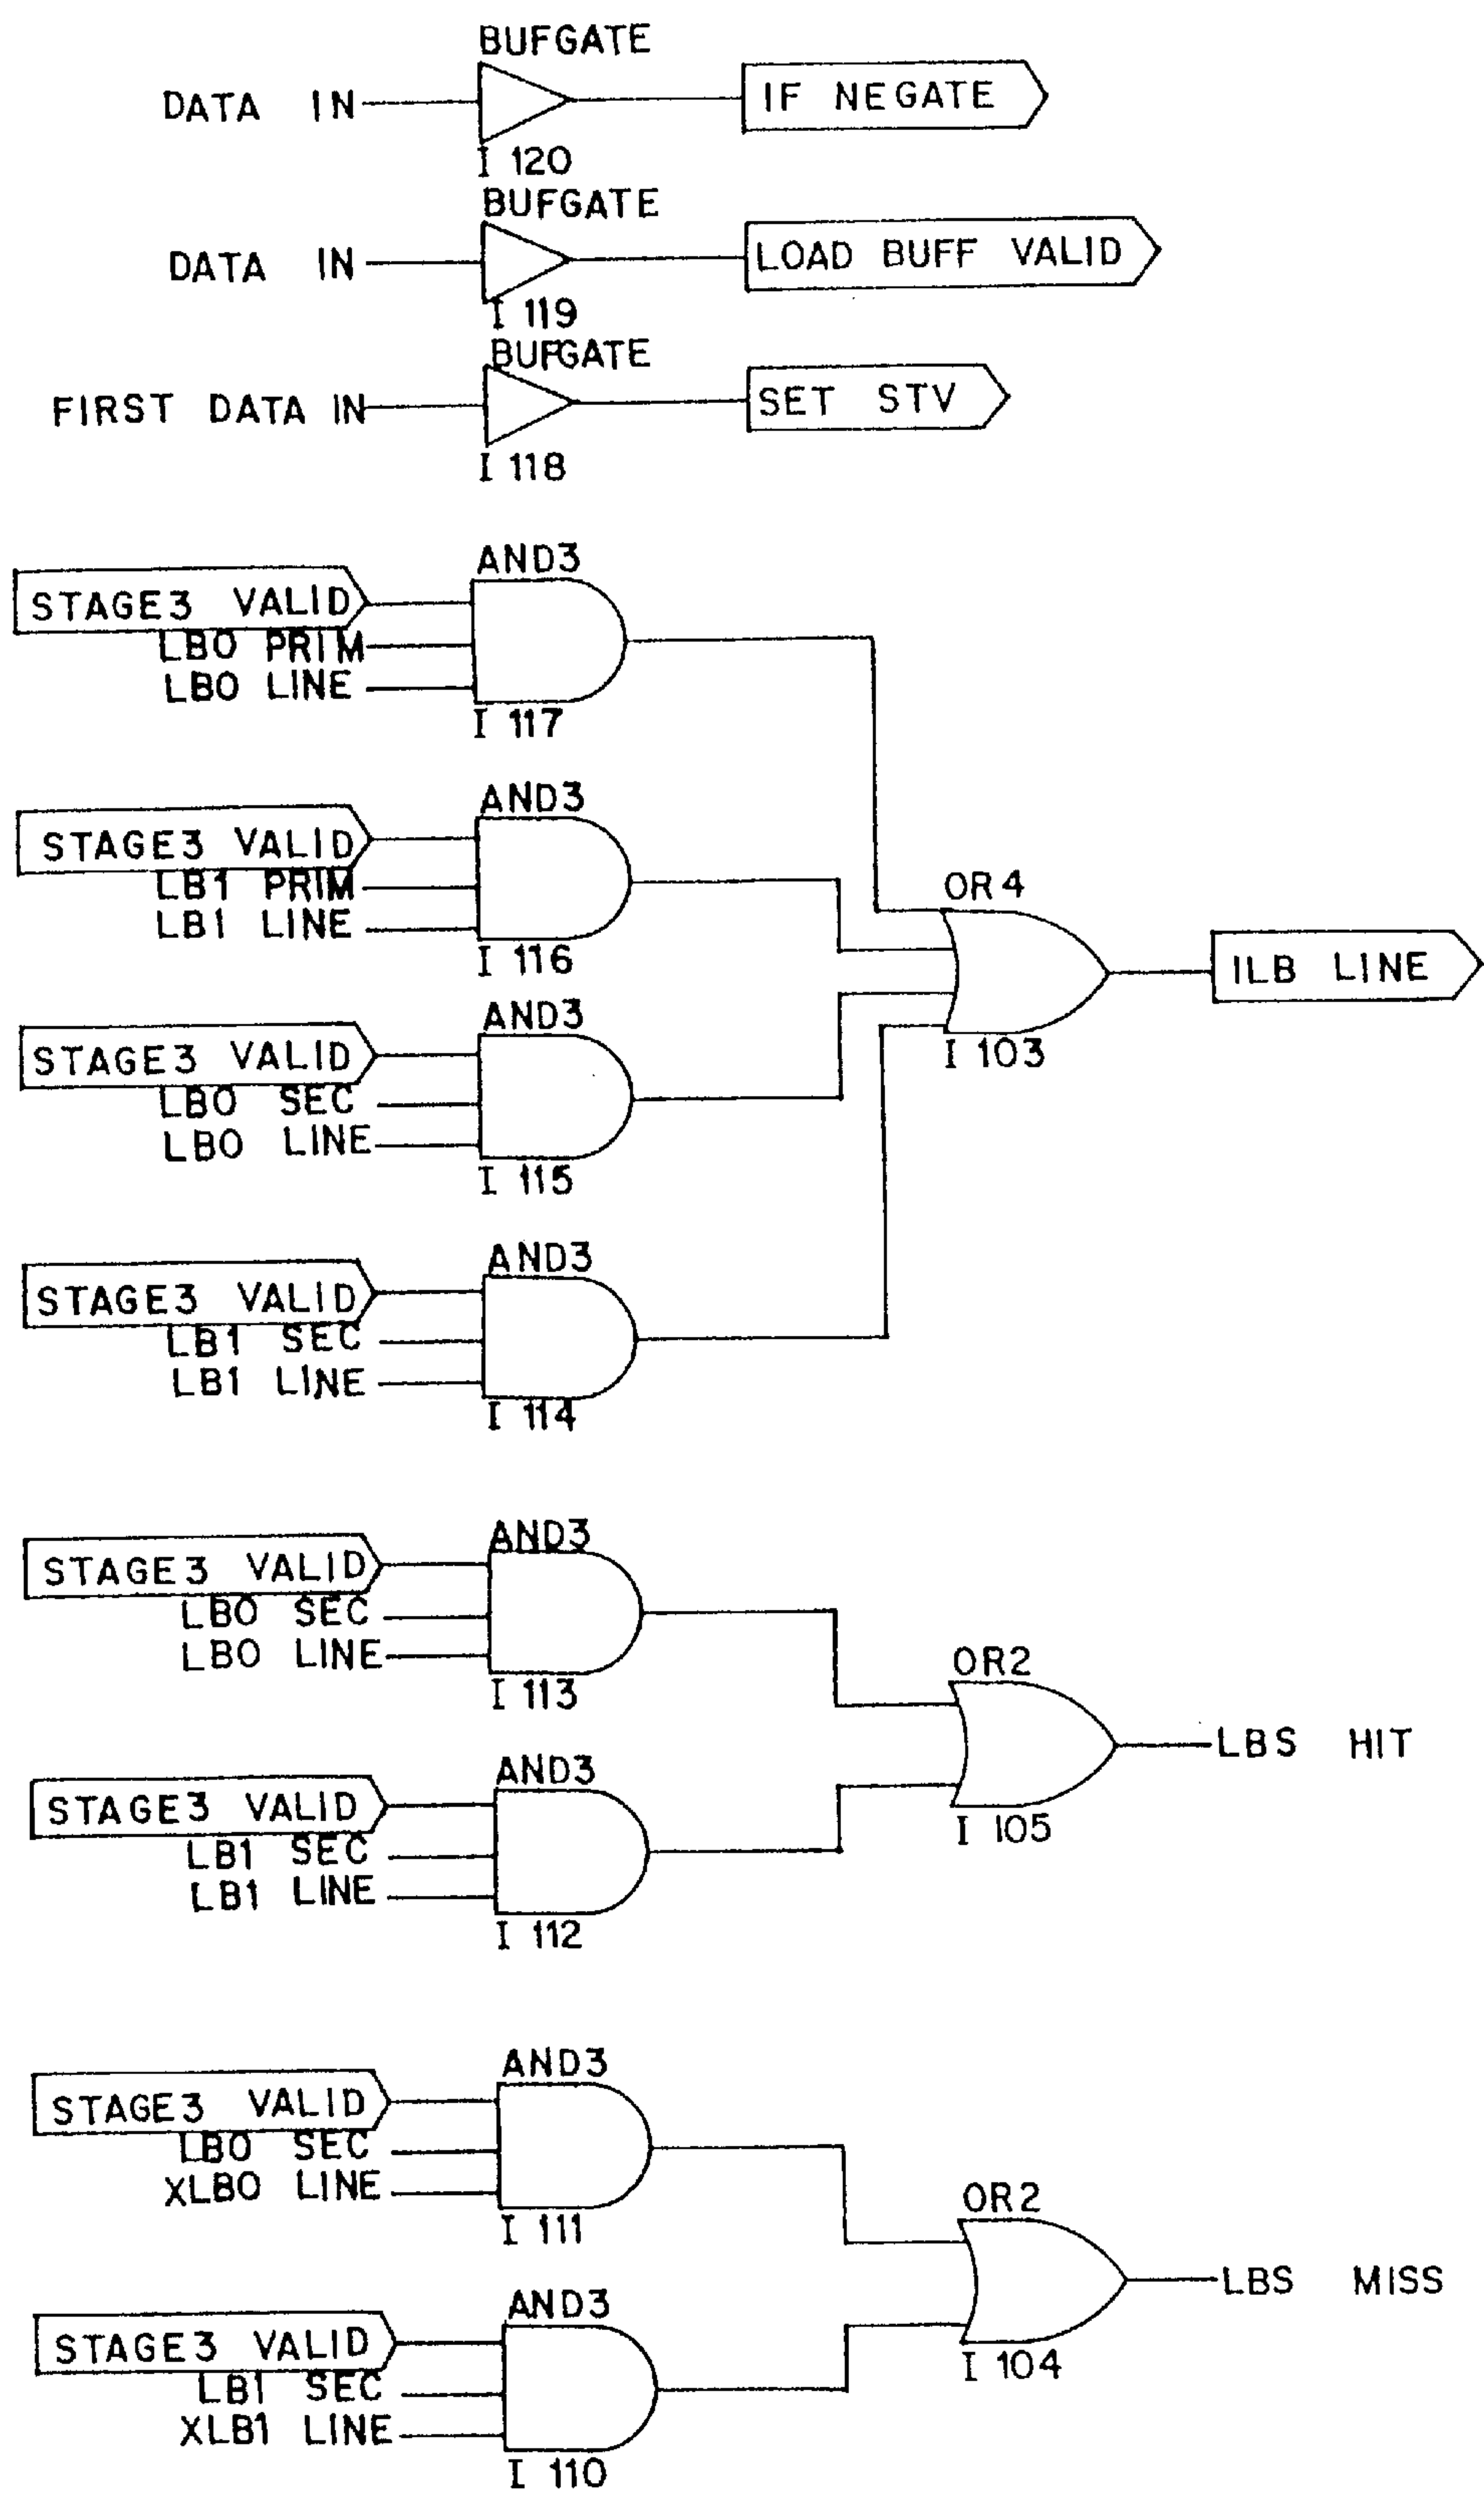 BUFGATE
DATA IN
IF NEGATE
I 120
BUFGATE
DATA IN
LOAD BUFF VALID
I 119
BUFGATE
FIRST DATA IN
SET STV
I 118
AND3
STAGE3 VALID
LB0 PRIM
LB0 LINE
I 117
AND3
STAGE3 VALID
LB1 PRIM
LB1 LINE
I 116
OR4
ILB LINE
I 103
AND3
STAGE3 VALID
LB0 SEC
LB0 LINE
I 115
AND3
STAGE3 VALID
LB1 SEC
LB1 LINE
I 114
AND3
STAGE3 VALID
LB0 SEC
LB0 LINE
I 113
OR2
LBS HIT
I 105
AND3
STAGE3 VALID
LB1 SEC
LB1 LINE
I 112
AND3
STAGE3 VALID
LB0 SEC
XLB0 LINE
I 111
OR2
LBS MISS
I 104
AND3
STAGE3 VALID
LB1 SEC
XLB1 LINE
I 110